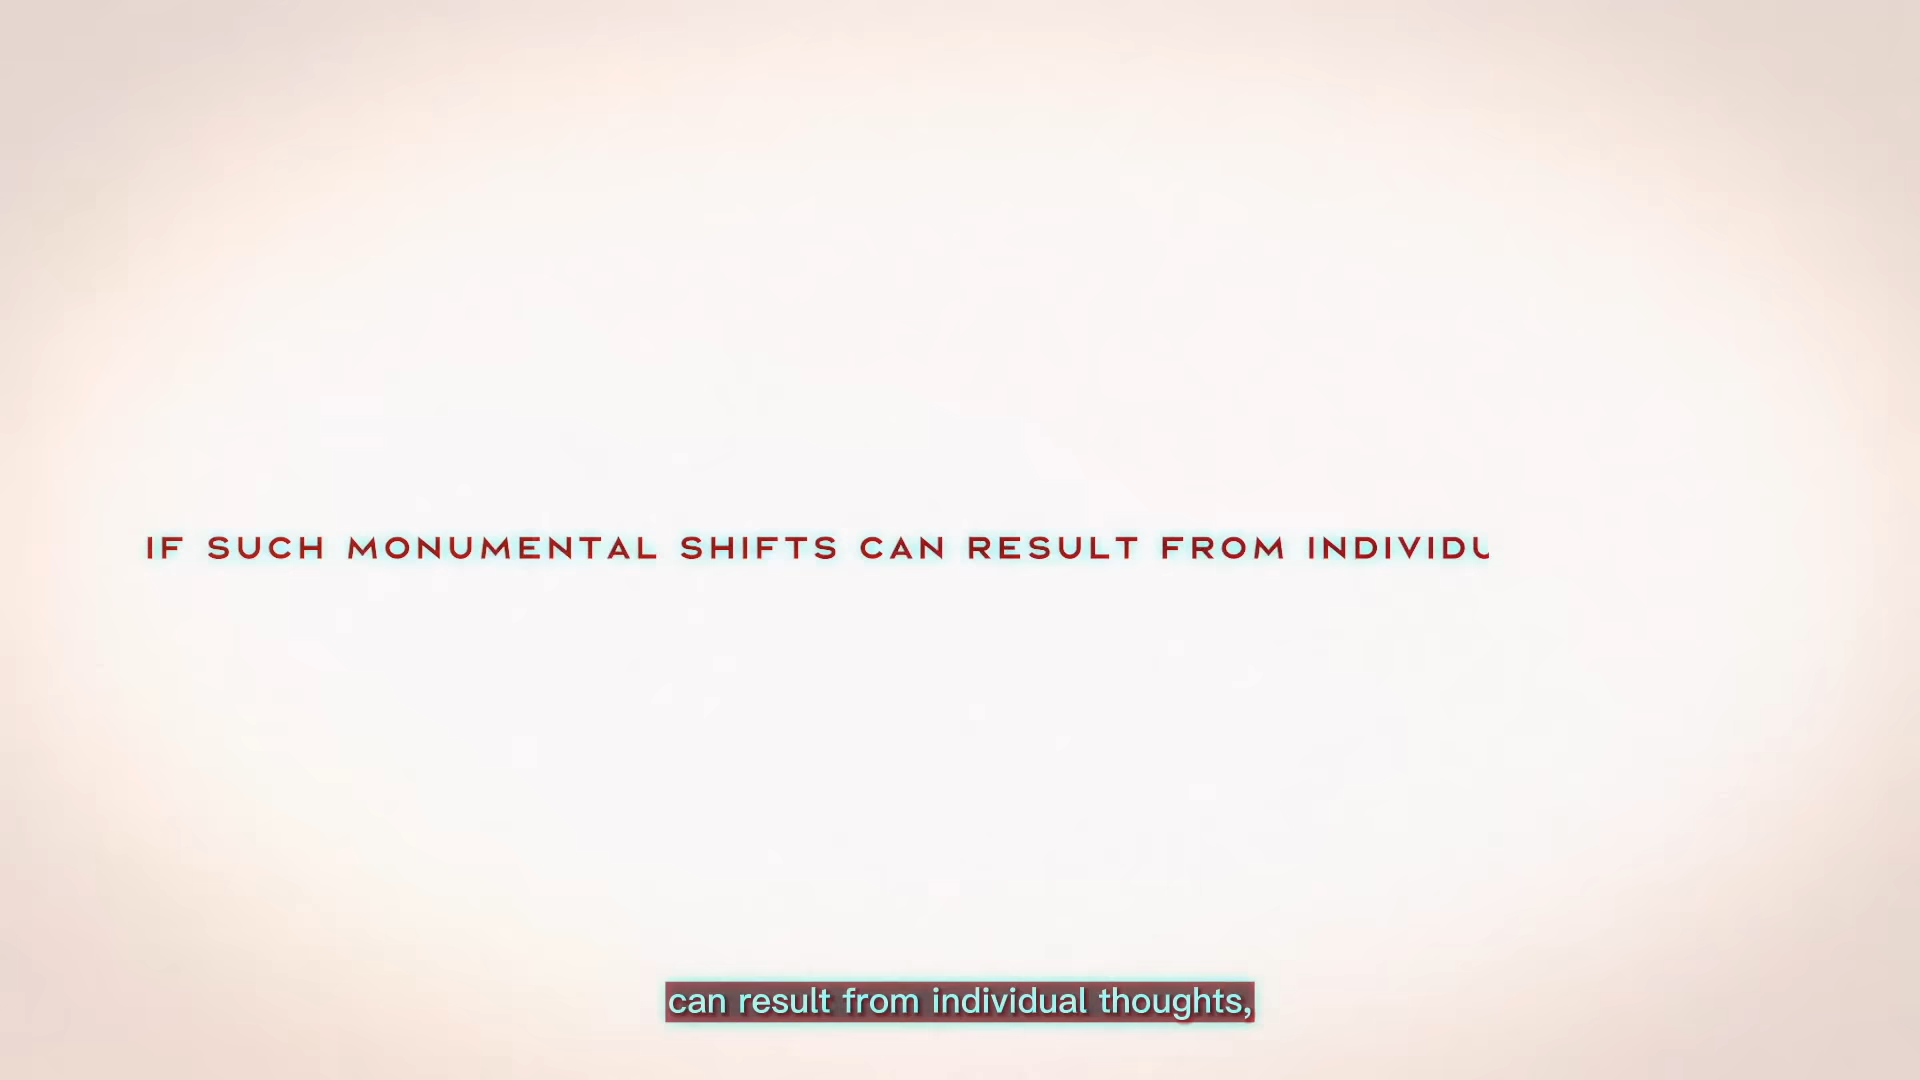 IF SUCH MONUMENTAL SHIFTS CAN RESULT FROM INDIVIDU
can result from individual thoughts,